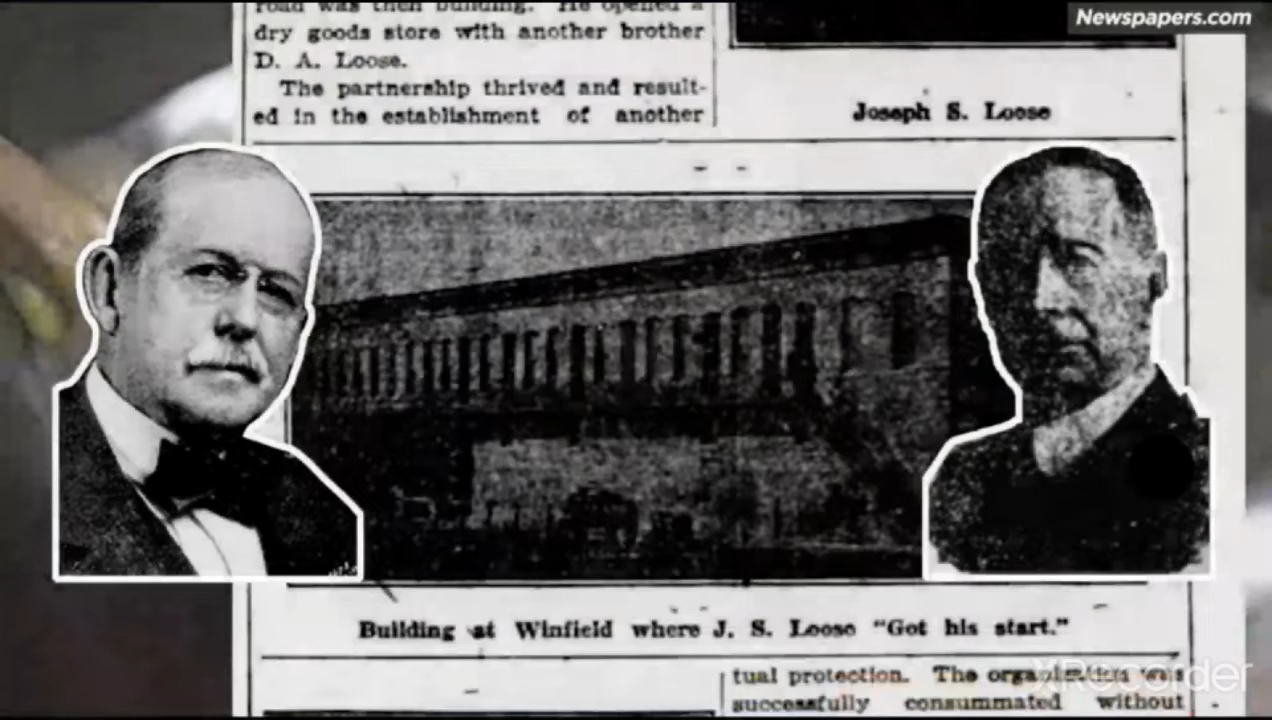 Newspapers.com
road was then building. He opened a
dry goods store with another brother
D. A. Loose.
The partnership thrived and result-
ed in the establishment of another
Joseph S. Loose
Building at Winfield where J. S. Loose "Got his start."
tual protection. The organization was
successfully consummated without
XRecorder